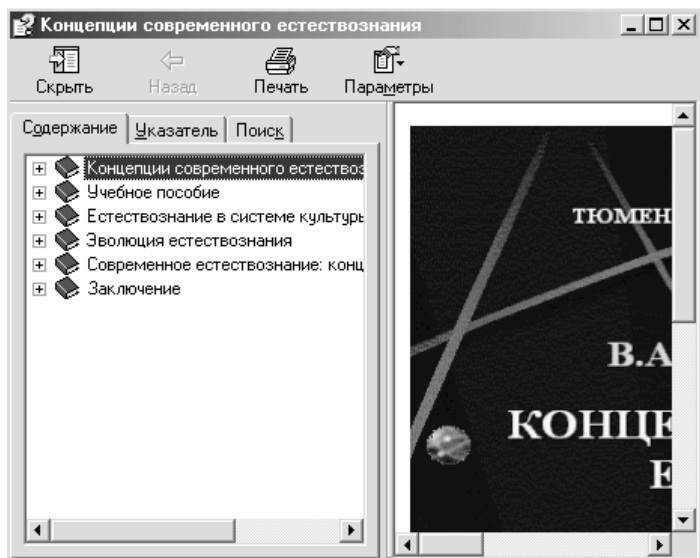 Концепции современного естествознания
Скрыть Назад Печать Параметры
Содержание Указатель Поиск
Концепции современного естествоз
Учебное пособие
Естествознание в системе культуры
Эволюция естествознания
Современное естествознание: конц
Заключение
ТЮМЕН
В.А
КОНЦЕ
Е